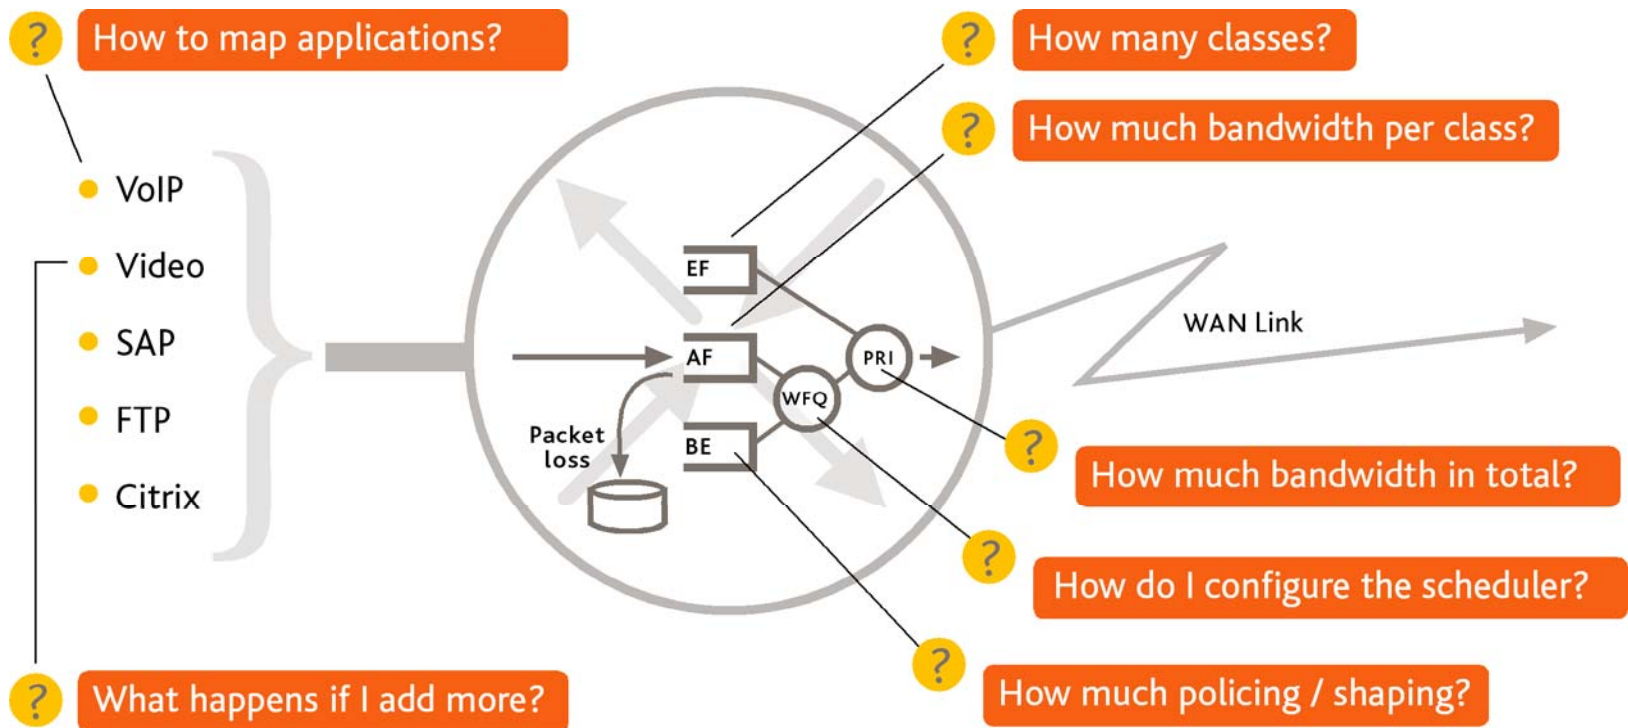 ? How to map applications?
? How many classes?
? How much bandwidth per class?
VoIP
Video
SAP
FTP
Citrix
EF
AF
BE
WFQ
PRI
Packet
loss
WAN Link
? How much bandwidth in total?
? How do I configure the scheduler?
? How much policing / shaping?
? What happens if I add more?